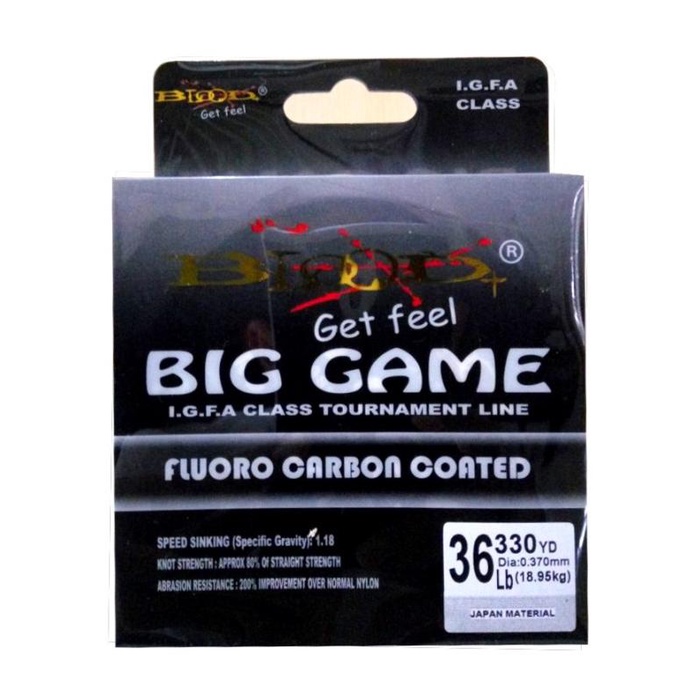 BLOOD ®
Get feel
I.G.F.A
CLASS
BLOOD ®
Get feel
BIG GAME
I.G.F.A CLASS TOURNAMENT LINE
FLUORO CARBON COATED
SPEED SINKING (Specific Gravity): 1.18
KNOT STRENGTH : APPROX 80% Of STRAIGHT STRENGTH
ABRASION RESISTANCE : 200% IMPROVEMENT OVER NORMAL NYLON
36 Lb
330 YD
Dia:0.370mm
(18.95kg)
JAPAN MATERIAL